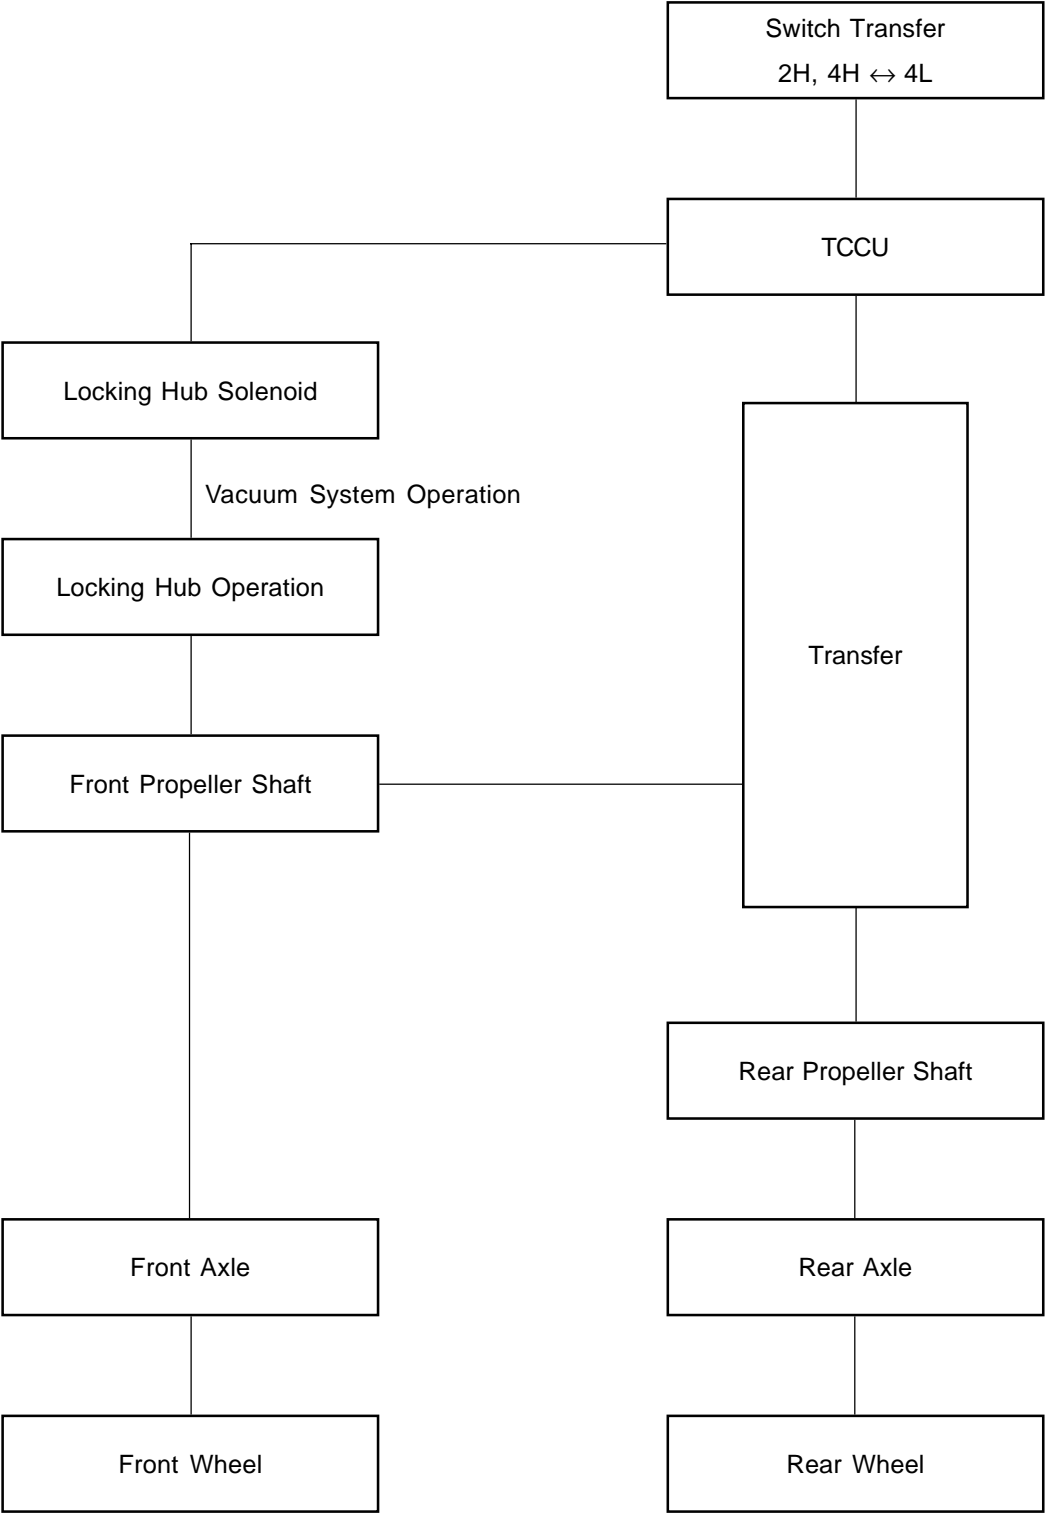 Switch Transfer
2H, 4H ↔ 4L
TCCU
Locking Hub Solenoid
Vacuum System Operation
Locking Hub Operation
Transfer
Front Propeller Shaft
Rear Propeller Shaft
Front Axle
Rear Axle
Front Wheel
Rear Wheel